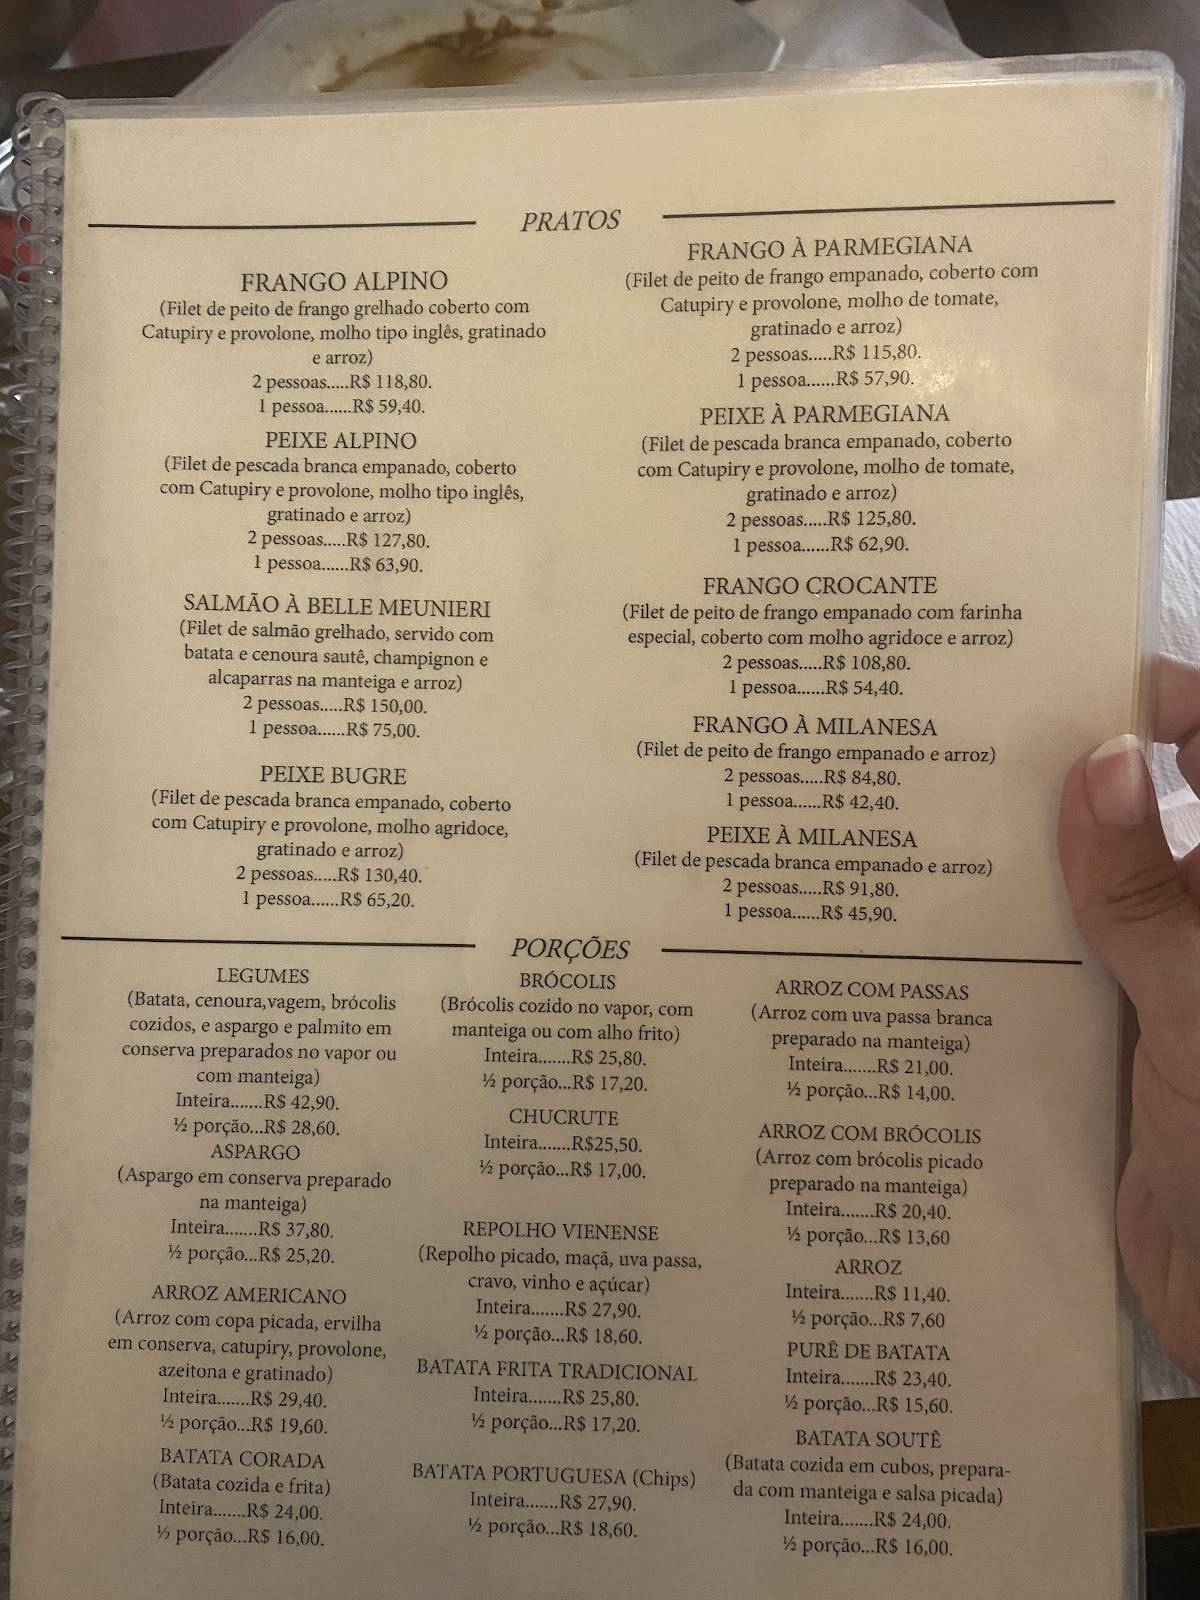 PRATOS
FRANGO ALPINO
(Filet de peito de frango grelhado coberto com
Catupiry e provolone, molho tipo inglês, gratinado
e arroz)
2 pessoas.....R$ 118,80.
1 pessoa......R$ 59,40.
PEIXE ALPINO
(Filet de pescada branca empanado, coberto
com Catupiry e provolone, molho tipo inglês,
gratinado e arroz)
2 pessoas.....R$ 127,80.
1 pessoa......R$ 63,90.
SALMÃO À BELLE MEUNIERI
(Filet de salmão grelhado, servido com
batata e cenoura sautê, champignon e
alcaparras na manteiga e arroz)
2 pessoas.....R$ 150,00.
1 pessoa......R$ 75,00.
PEIXE BUGRE
(Filet de pescada branca empanado, coberto
com Catupiry e provolone, molho agridoce,
gratinado e arroz)
2 pessoas.....R$ 130,40.
1 pessoa......R$ 65,20.
FRANGO À PARMEGIANA
(Filet de peito de frango empanado, coberto com
Catupiry e provolone, molho de tomate,
gratinado e arroz)
2 pessoas.....R$ 115,80.
1 pessoa......R$ 57,90.
PEIXE À PARMEGIANA
(Filet de pescada branca empanado, coberto
com Catupiry e provolone, molho de tomate,
gratinado e arroz)
2 pessoas.....R$ 125,80.
1 pessoa......R$ 62,90.
FRANGO CROCANTE
(Filet de peito de frango empanado com farinha
especial, coberto com molho agridoce e arroz)
2 pessoas.....R$ 108,80.
1 pessoa......R$ 54,40.
FRANGO À MILANESA
(Filet de peito de frango empanado e arroz)
2 pessoas.....R$ 84,80.
1 pessoa......R$ 42,40.
PEIXE À MILANESA
(Filet de pescada branca empanado e arroz)
2 pessoas.....R$ 91,80.
1 pessoa......R$ 45,90.
PORÇÕES
LEGUMES
(Batata, cenoura,vagem, brócolis
cozidos, e aspargo e palmito em
conserva preparados no vapor ou
com manteiga)
Inteira.......R$ 42,90.
½ porção...R$ 28,60.
ASPARGO
(Aspargo em conserva preparado
na manteiga)
Inteira.......R$ 37,80.
½ porção...R$ 25,20.
ARROZ AMERICANO
(Arroz com copa picada, ervilha
em conserva, catupiry, provolone,
azeitona e gratinado)
Inteira.......R$ 29,40.
½ porção...R$ 19,60.
BATATA CORADA
(Batata cozida e frita)
Inteira.......R$ 24,00.
½ porção...R$ 16,00.
BRÓCOLIS
(Brócolis cozido no vapor, com
manteiga ou com alho frito)
Inteira.......R$ 25,80.
½ porção...R$ 17,20.
CHUCRUTE
Inteira.......R$25,50.
½ porção...R$ 17,00.
REPOLHO VIENENSE
(Repolho picado, maçã, uva passa,
cravo, vinho e açúcar)
Inteira.......R$ 27,90.
½ porção...R$ 18,60.
BATATA FRITA TRADICIONAL
Inteira.......R$ 25,80.
½ porção...R$ 17,20.
BATATA PORTUGUESA (Chips)
Inteira.......R$ 27,90.
½ porção...R$ 18,60.
ARROZ COM PASSAS
(Arroz com uva passa branca
preparado na manteiga)
Inteira.......R$ 21,00.
½ porção...R$ 14,00.
ARROZ COM BRÓCOLIS
(Arroz com brócolis picado
preparado na manteiga)
Inteira.......R$ 20,40.
½ porção...R$ 13,60
ARROZ
Inteira.......R$ 11,40.
½ porção...R$ 7,60
PURÊ DE BATATA
Inteira.......R$ 23,40.
½ porção...R$ 15,60.
BATATA SOUTÊ
(Batata cozida em cubos, prepara-
da com manteiga e salsa picada)
Inteira.......R$ 24,00.
½ porção...R$ 16,00.